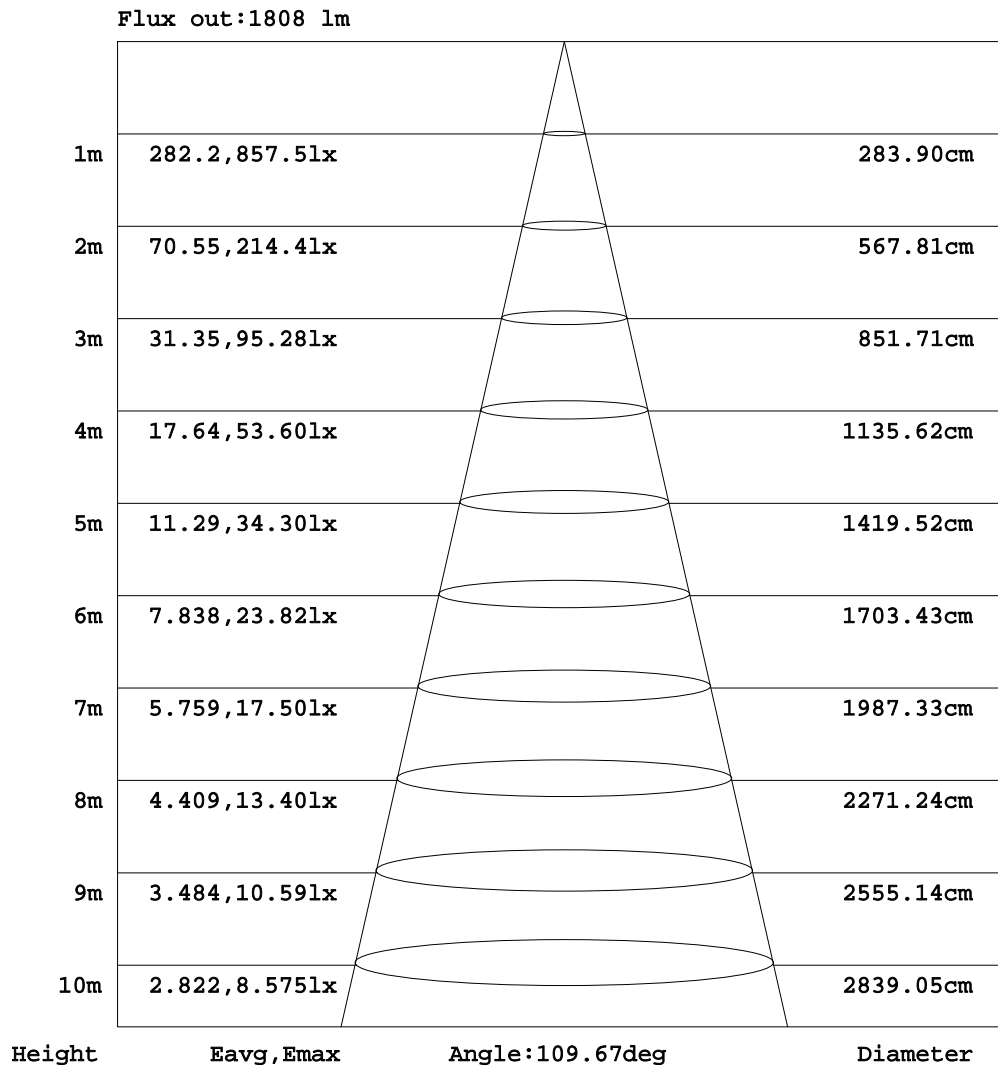 Flux out:1808 lm
1m 282.2,857.5lx 283.90cm
2m 70.55,214.4lx 567.81cm
3m 31.35,95.28lx 851.71cm
4m 17.64,53.60lx 1135.62cm
5m 11.29,34.30lx 1419.52cm
6m 7.838,23.82lx 1703.43cm
7m 5.759,17.50lx 1987.33cm
8m 4.409,13.40lx 2271.24cm
9m 3.484,10.59lx 2555.14cm
10m 2.822,8.575lx 2839.05cm
Height Eavg,Emax Angle:109.67deg Diameter